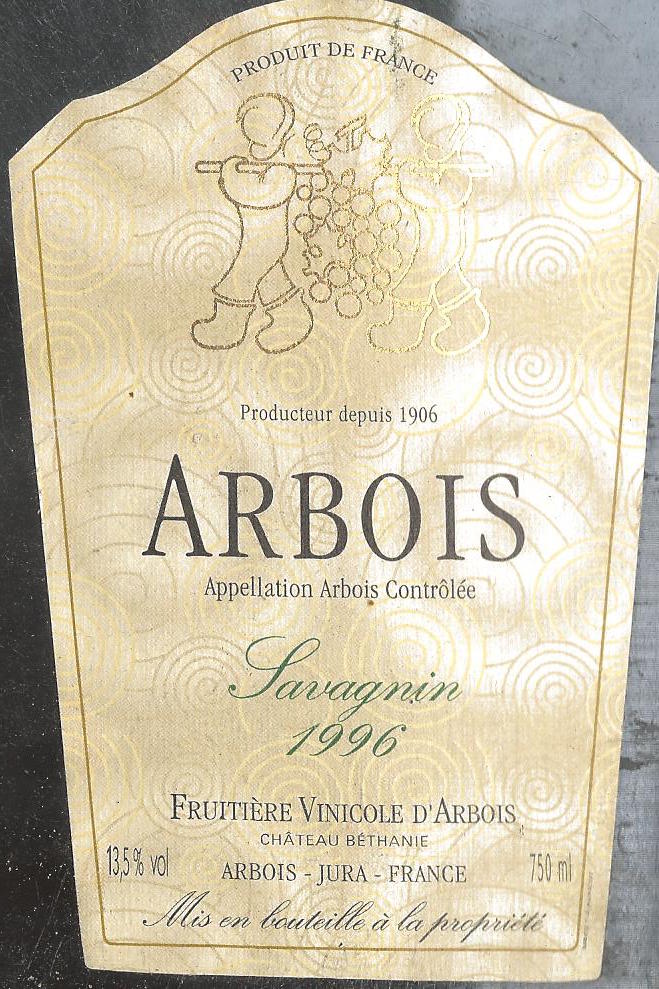 PRODUIT DE FRANCE
Producteur depuis 1906
ARBOIS
Appellation Arbois Contrôlée
Savagnin
1996
FRUITIÈRE VINICOLE D'ARBOIS
CHÂTEAU BÉTHANIE
13,5% vol
ARBOIS - JURA - FRANCE
750 ml
Mis en bouteille à la propriété